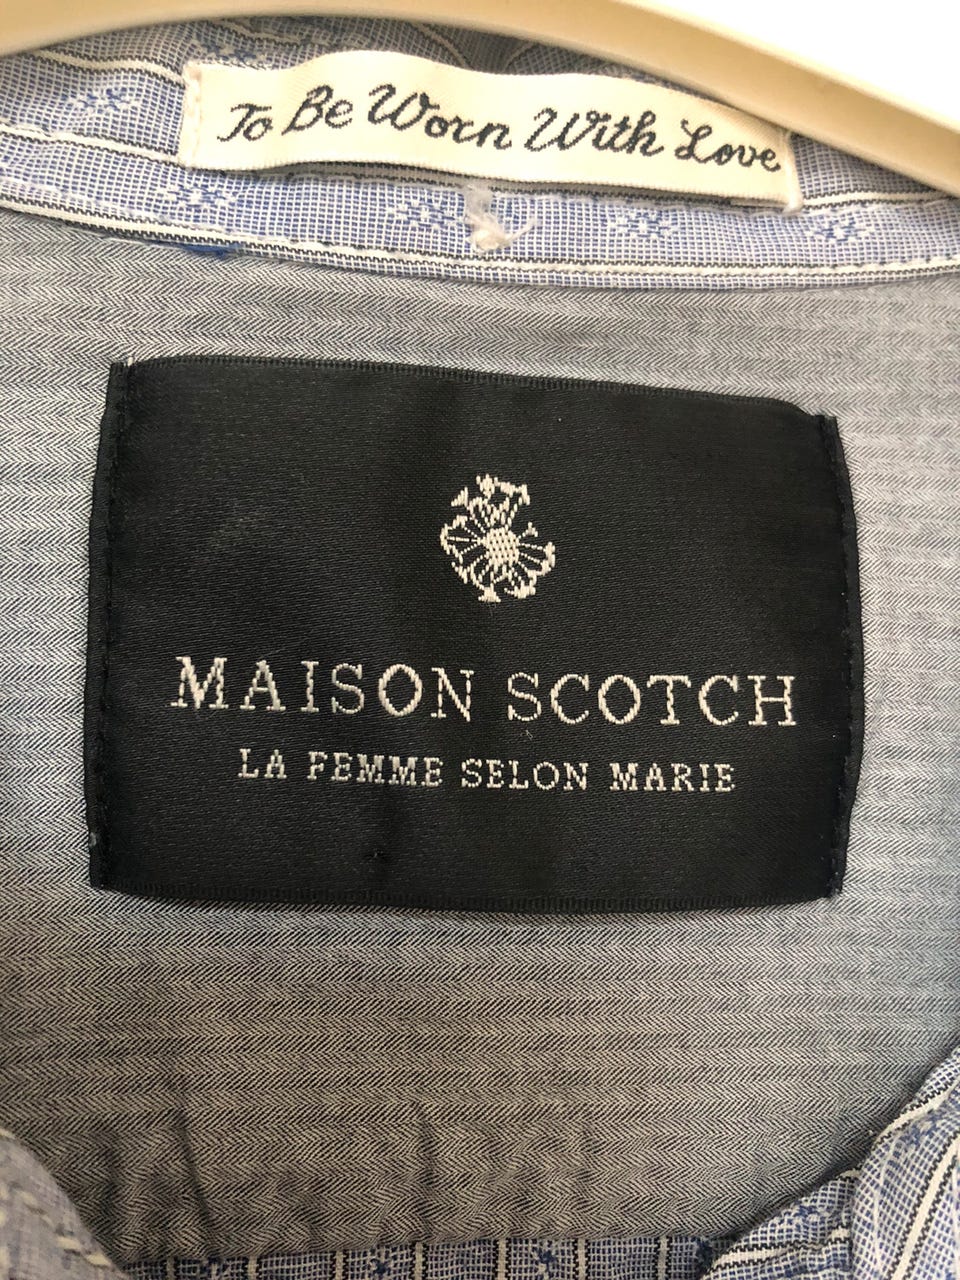 To Be Worn With Love
MAISON SCOTCH
LA FEMME SELON MARIE